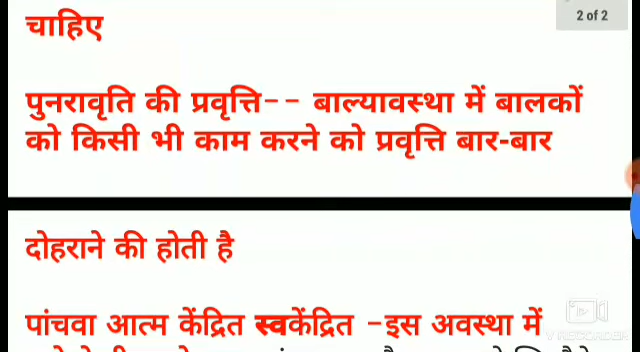 चाहिए
2 of 2
पुनरावृति की प्रवृत्ति-- बाल्यावस्था में बालकों
को किसी भी काम करने को प्रवृत्ति बार-बार
दोहराने की होती है
पांचवा आत्म केंद्रित स्वकेंद्रित -इस अवस्था में